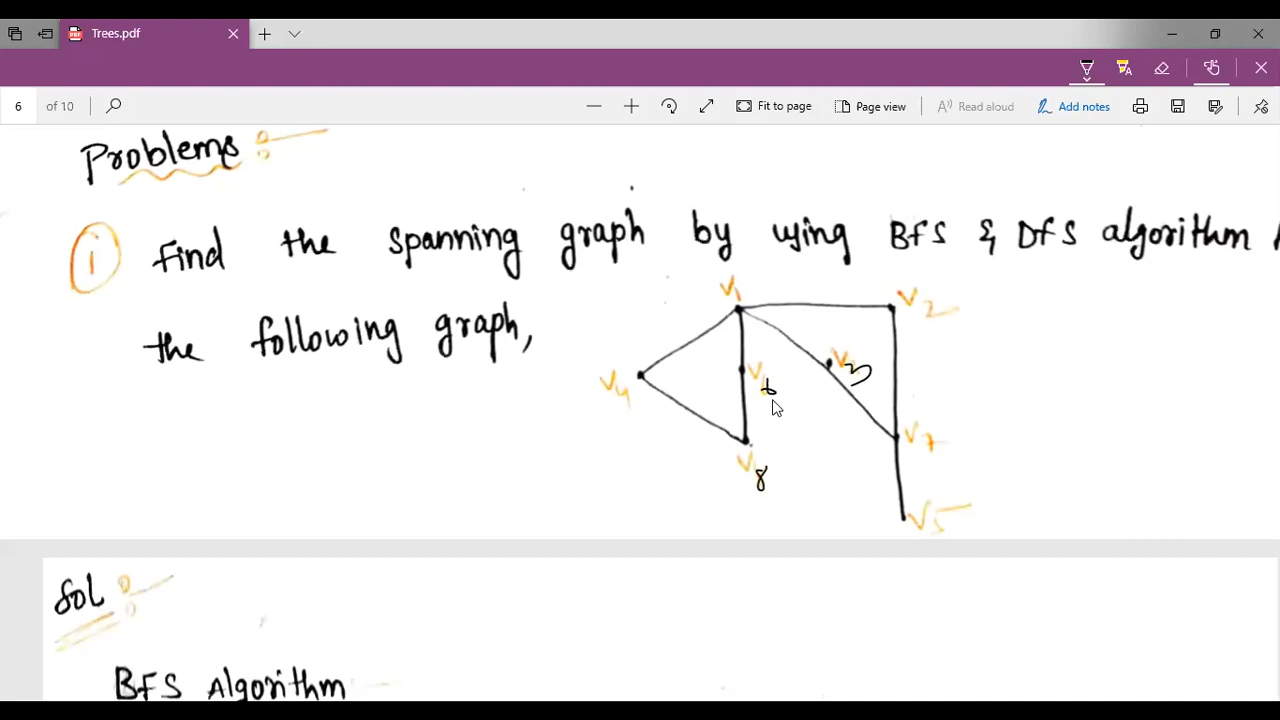 Trees.pdf
6 of 10 Fit to page Page view Read aloud Add notes
Problems :-
i Find the spanning graph by using BFS & DFS algorithm
the following graph,
V1
V2
V3
V4
V6
V7
V8
V5
Sol :-
BFS Algorithm